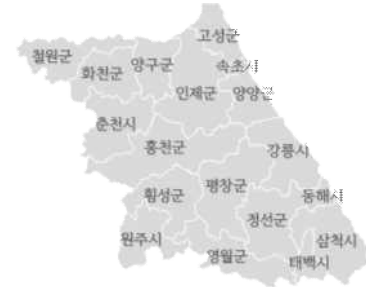 고성군
철원군
화천군
양구군
속초시
인제군
양양군
춘천시
홍천군
강릉시
횡성군
평창군
동해시
정선군
원주시
영월군
삼척시
태백시